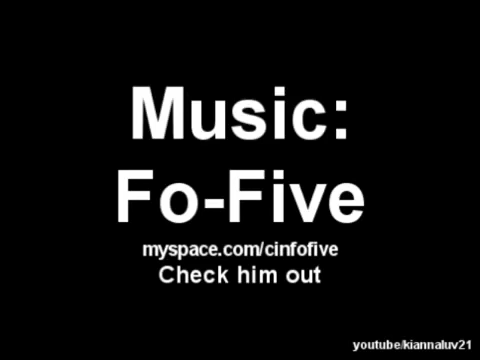 Music:
Fo-Five
myspace.com/cinfofive
Check him out
youtube/kiannaluv21